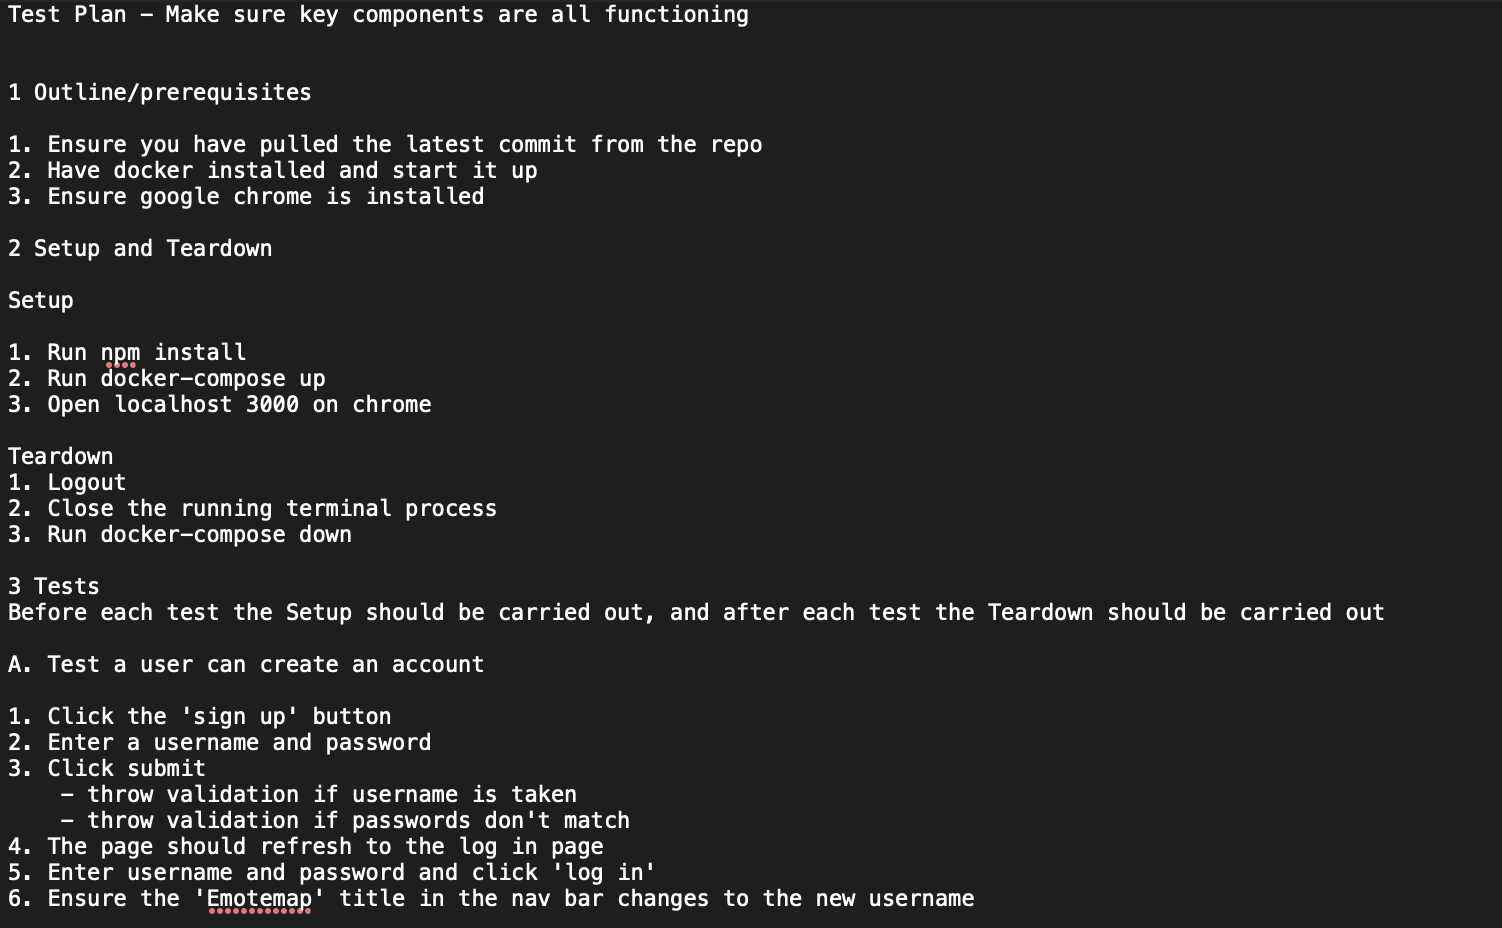 Test Plan – Make sure key components are all functioning
1 Outline/prerequisites
1. Ensure you have pulled the latest commit from the repo
2. Have docker installed and start it up
3. Ensure google chrome is installed
2 Setup and Teardown
Setup
1. Run npm install
2. Run docker-compose up
3. Open localhost 3000 on chrome
Teardown
1. Logout
2. Close the running terminal process
3. Run docker-compose down
3 Tests
Before each test the Setup should be carried out, and after each test the Teardown should be carried out
A. Test a user can create an account
1. Click the 'sign up' button
2. Enter a username and password
3. Click submit
– throw validation if username is taken
– throw validation if passwords don't match
4. The page should refresh to the log in page
5. Enter username and password and click 'log in'
6. Ensure the 'Emotemap' title in the nav bar changes to the new username